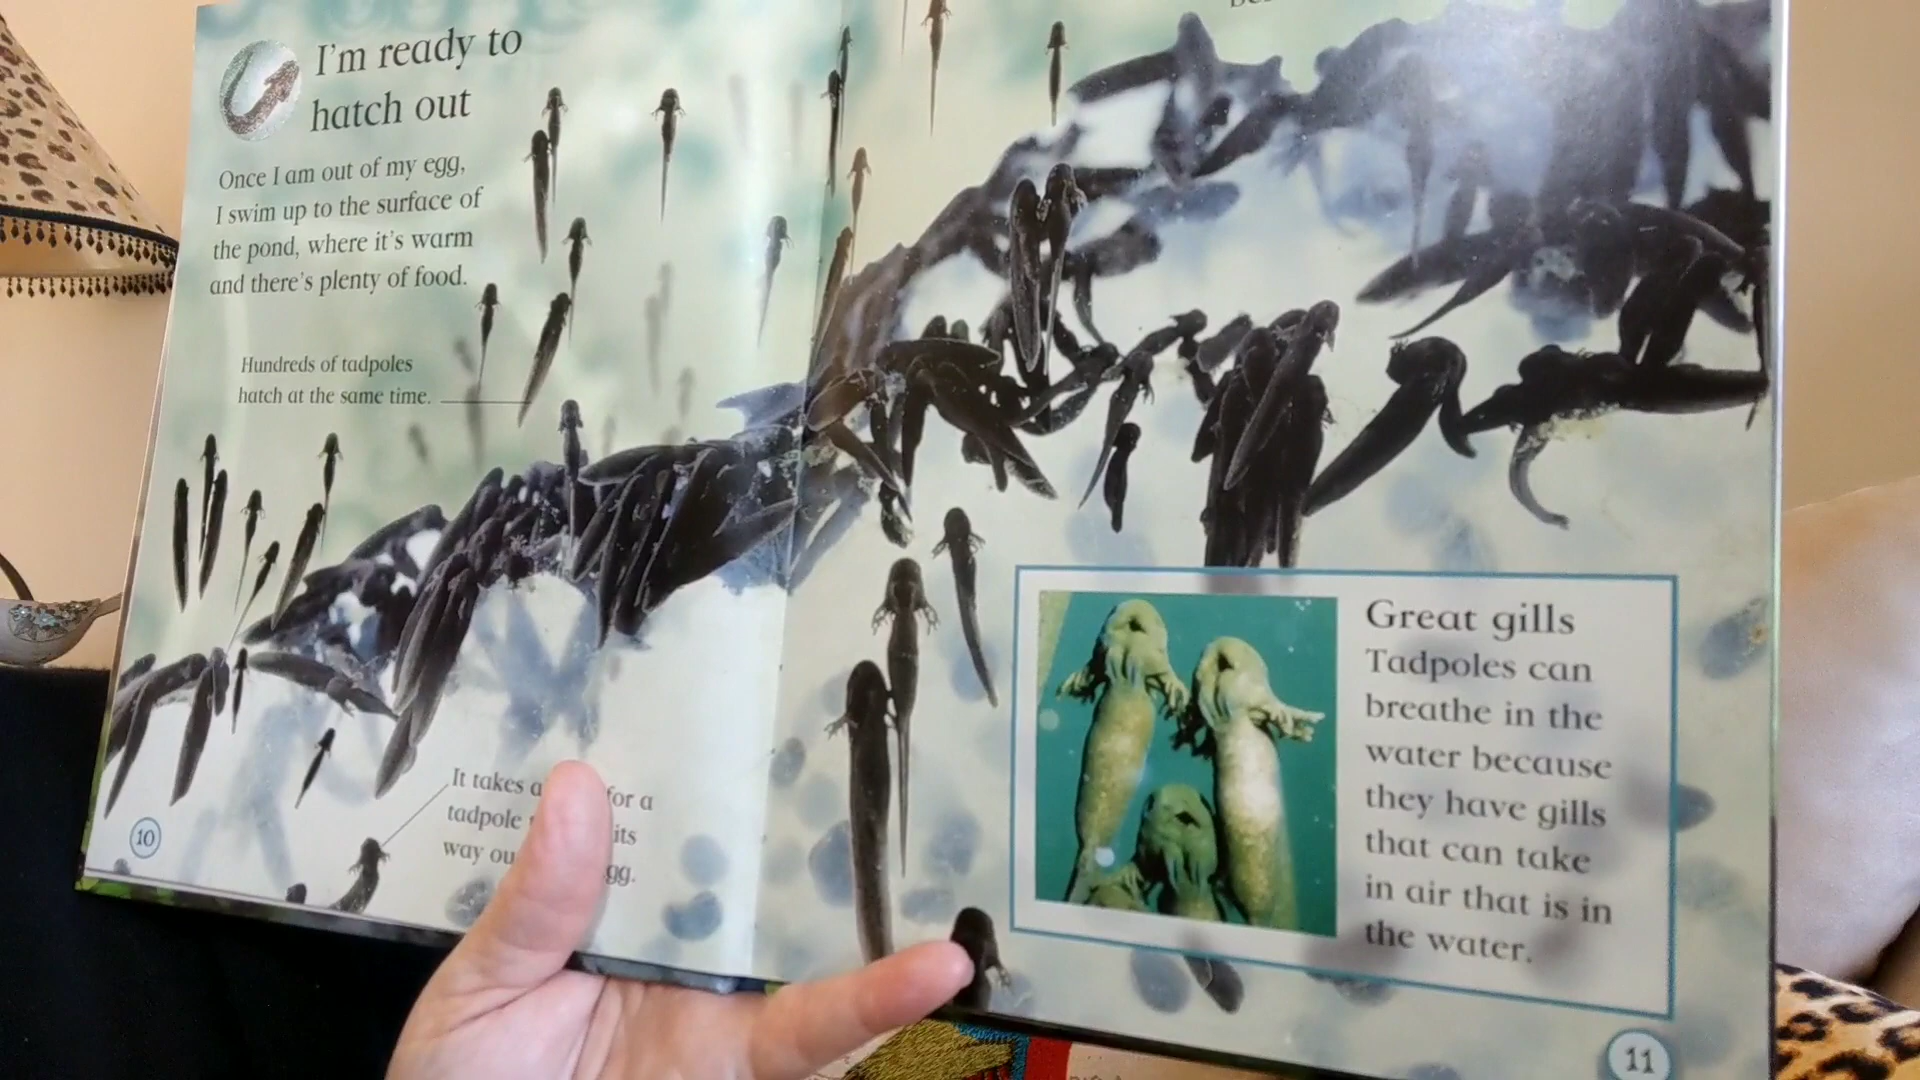 I'm ready to
hatch out
Once I am out of my egg,
I swim up to the surface of
the pond, where it's warm
and there's plenty of food.
Hundreds of tadpoles
hatch at the same time.
It takes a for a
tadpole its
way ou gg.
10
Great gills
Tadpoles can
breathe in the
water because
they have gills
that can take
in air that is in
the water.
11